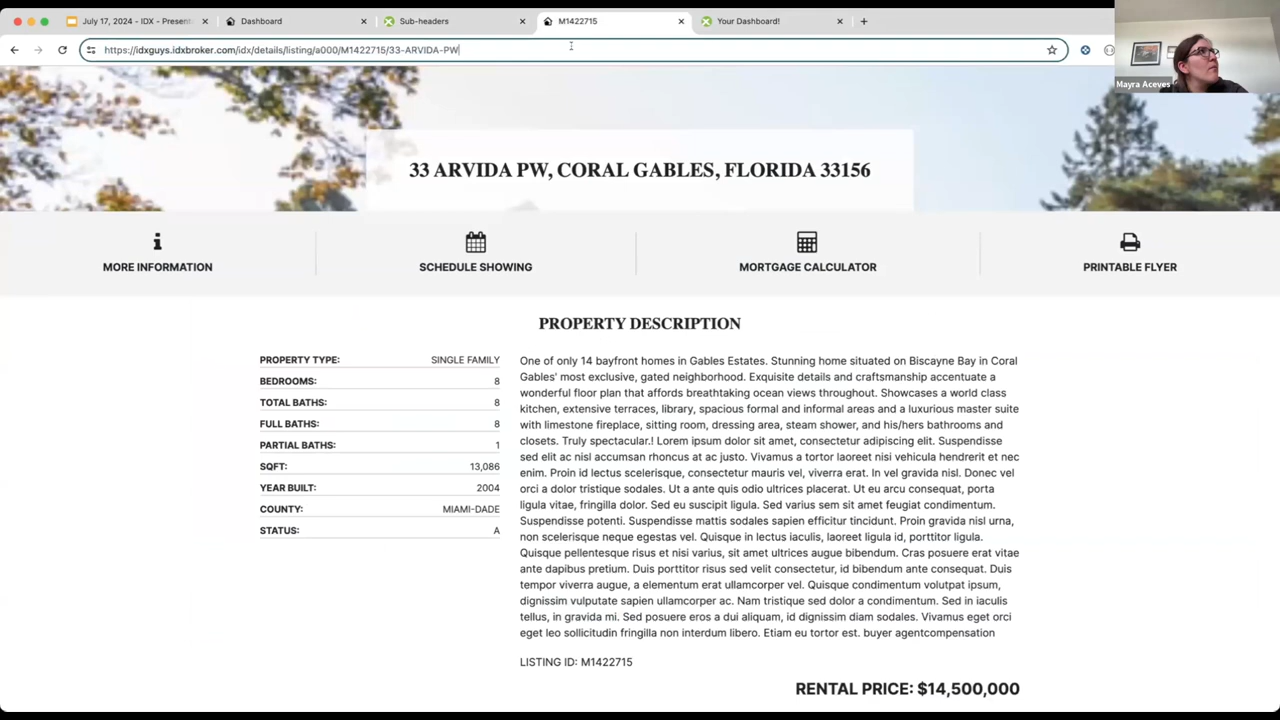 July 17, 2024 - IDX - Present
Dashboard
Sub-headers
M1422715
Your Dashboard!
https://idxguys.idxbroker.com/idx/details/listing/a000/M1422715/33-ARVIDA-PW
Mayra Aceves
33 ARVIDA PW, CORAL GABLES, FLORIDA 33156
MORE INFORMATION
SCHEDULE SHOWING
MORTGAGE CALCULATOR
PRINTABLE FLYER
PROPERTY DESCRIPTION
PROPERTY TYPE: SINGLE FAMILY
BEDROOMS: 8
TOTAL BATHS: 8
FULL BATHS: 8
PARTIAL BATHS: 1
SQFT: 13,086
YEAR BUILT: 2004
COUNTY: MIAMI-DADE
STATUS: A
One of only 14 bayfront homes in Gables Estates. Stunning home situated on Biscayne Bay in Coral
Gables' most exclusive, gated neighborhood. Exquisite details and craftsmanship accentuate a
wonderful floor plan that affords breathtaking ocean views throughout. Showcases a world class
kitchen, extensive terraces, library, spacious formal and informal areas and a luxurious master suite
with limestone fireplace, sitting room, dressing area, steam shower, and his/hers bathrooms and
closets. Truly spectacular.! Lorem ipsum dolor sit amet, consectetur adipiscing elit. Suspendisse
sed elit ac nisl accumsan rhoncus at ac justo. Vivamus a tortor laoreet nisi vehicula hendrerit et nec
enim. Proin id lectus scelerisque, consectetur mauris vel, viverra erat. In vel gravida nisl. Donec vel
orci a dolor tristique sodales. Ut a ante quis odio ultrices placerat. Ut eu arcu consequat, porta
ligula vitae, fringilla dolor. Sed eu suscipit ligula. Sed varius sem sit amet feugiat condimentum.
Suspendisse potenti. Suspendisse mattis sodales sapien efficitur tincidunt. Proin gravida nisl urna,
non scelerisque neque egestas vel. Quisque in lectus iaculis, laoreet ligula id, porttitor ligula.
Quisque pellentesque risus et nisi varius, sit amet ultrices augue bibendum. Cras posuere erat vitae
ante dapibus pretium. Duis porttitor risus sed velit consectetur, id bibendum ante consequat. Duis
tempor viverra augue, a elementum erat ullamcorper vel. Quisque condimentum volutpat ipsum,
dignissim vulputate sapien ullamcorper ac. Nam tristique sed dolor a condimentum. Sed in iaculis
tellus, in gravida mi. Sed posuere eros a dui aliquam, id dignissim diam sodales. Vivamus eget orci
eget leo sollicitudin fringilla non interdum libero. Etiam eu tortor est. buyer agentcompensation
LISTING ID: M1422715
RENTAL PRICE: $14,500,000